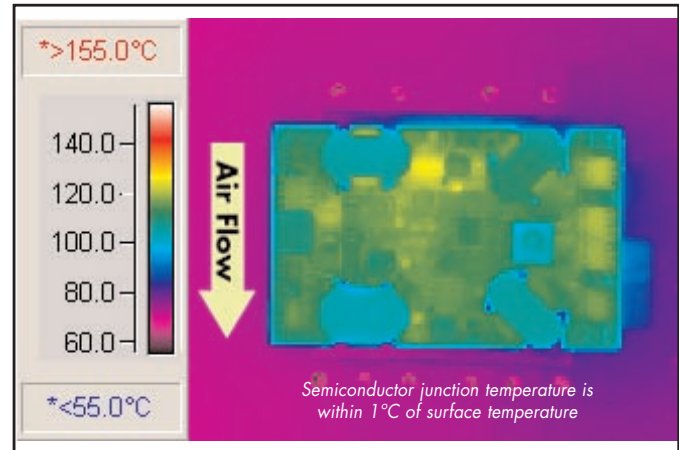 *>155.0°C
140.0
120.0
100.0
80.0
60.0
*<55.0°C
Air Flow
Semiconductor junction temperature is
within 1°C of surface temperature